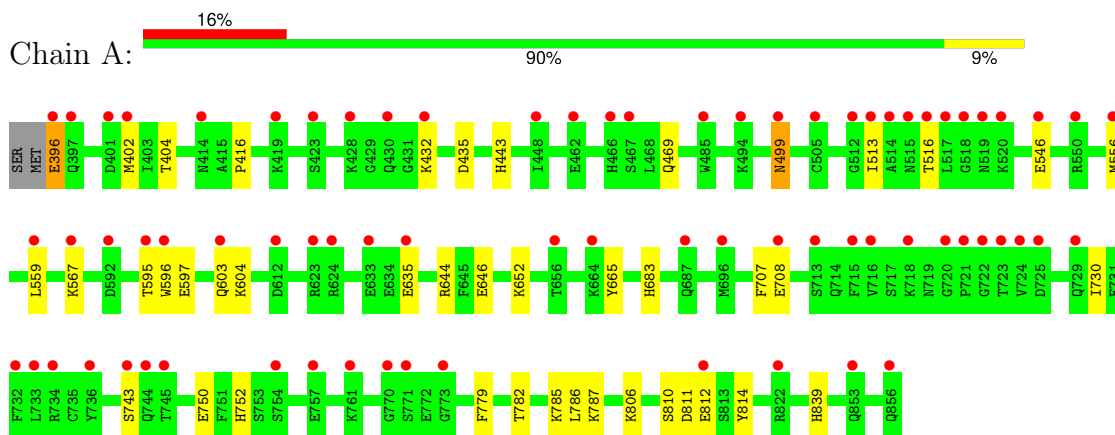 16%
Chain A:
90% 9%
SER MET E396 Q397 D401 M402 I403 T404 N414 A415 P416 K419 S423 K428 G429 Q430 G431 K432 D435 H443 I448 E462 H466 S467 L468 Q469 W485 K494 N499 C505 G512 I513 A514 N515 T516 L517 G518 N519 K520 E546 R550 M556
L559 K567 D592 T595 W596 E597 Q603 K604 D612 R623 R624 E633 E634 E635 R644 F645 E646 K652 T656 K664 Y665 H683 Q687 M696 F707 E708 S713 Q714 F715 V716 S717 K718 N719 G720 P721 G722 T723 V724 D725 Q729 I730 E731
F732 L733 R734 C735 Y736 S743 Q744 T745 E750 F751 H752 S753 S754 E757 K761 G770 S771 E772 G773 F779 T782 K785 L786 K787 K806 S810 D811 E812 S813 Y814 R822 H839 Q853 Q856